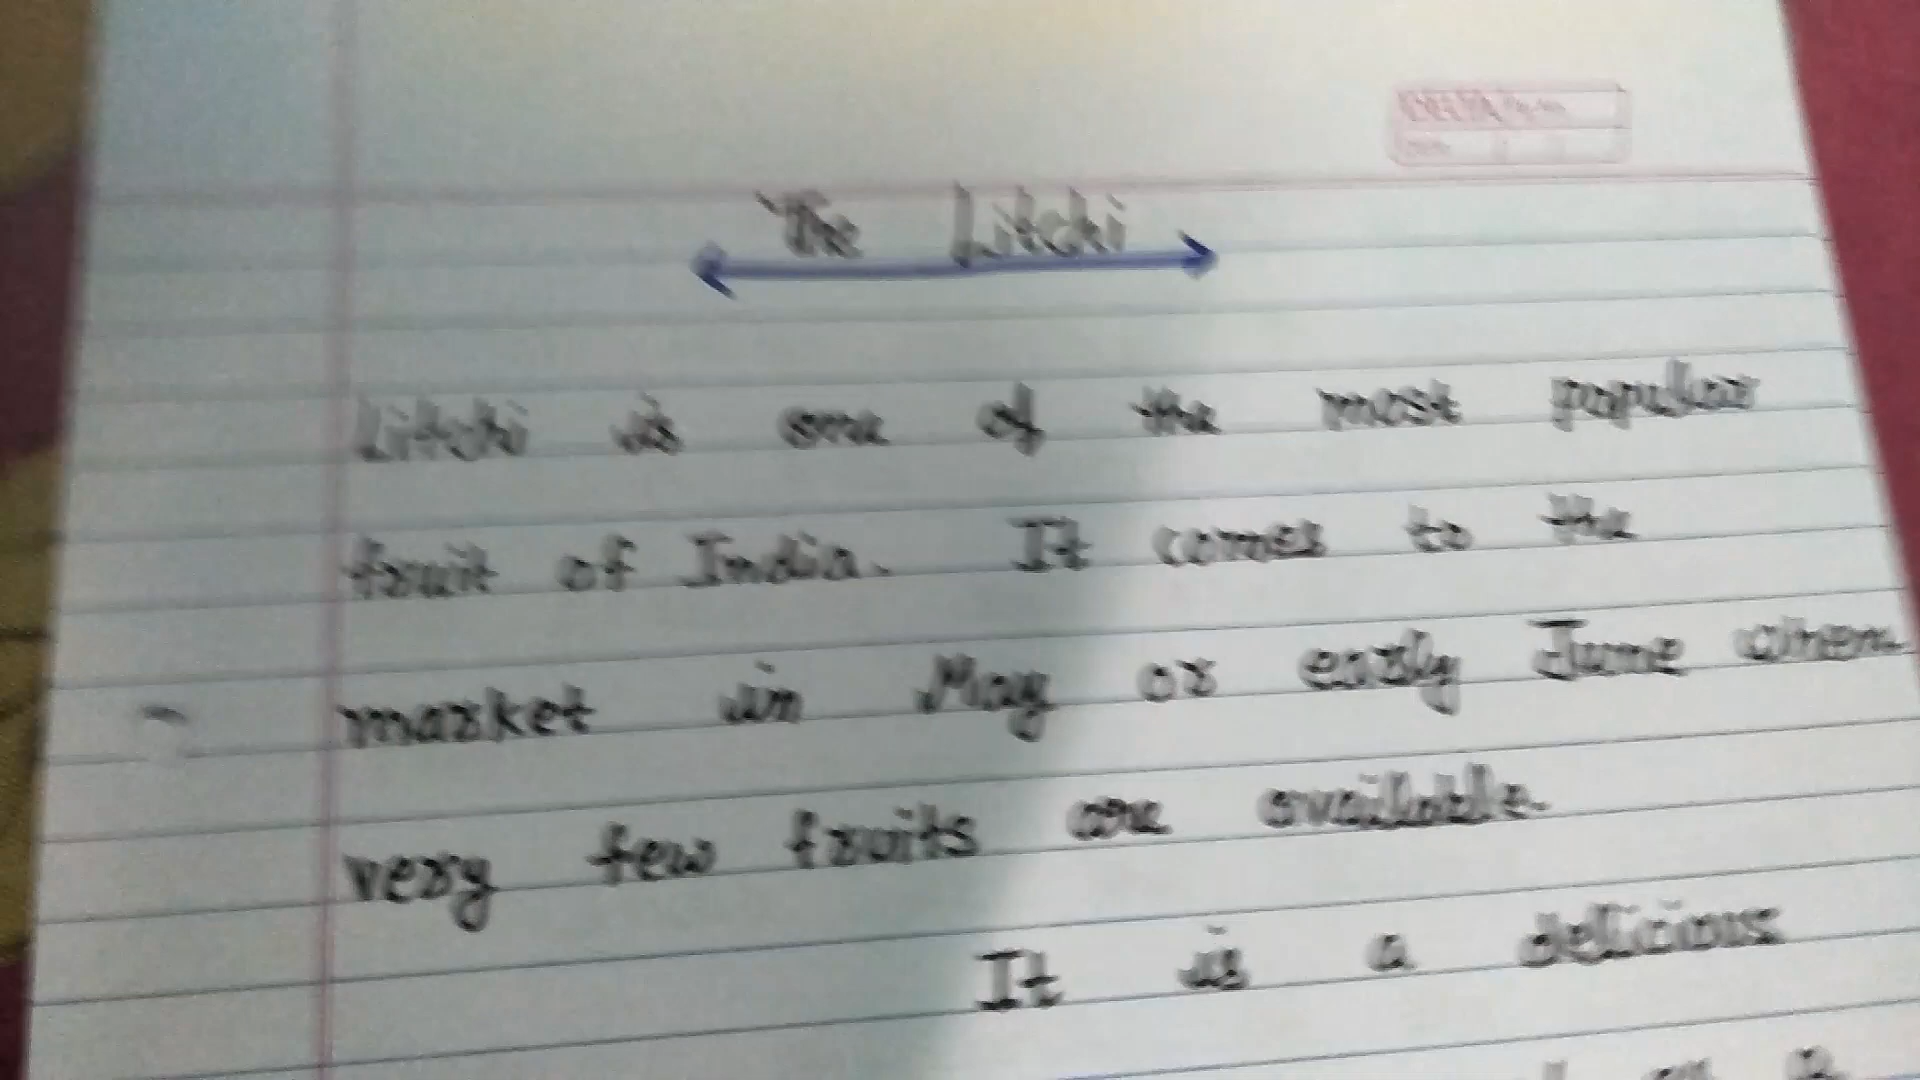 The Litchi
Litchi is one of the most popular
fruit of India. It comes to the
market in May or early June when
very few fruits are available.
It is a delicious